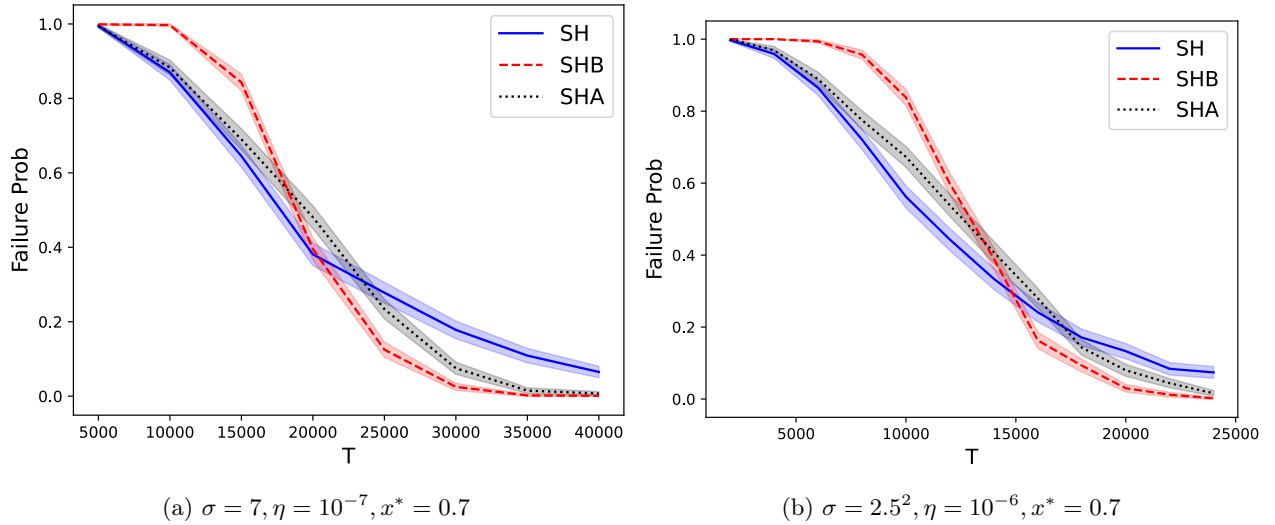 SH
SHB
SHA
Failure Prob
1.0
0.8
0.6
0.4
0.2
0.0
5000 10000 15000 20000 25000 30000 35000 40000
T
(a) σ = 7, η = 10⁻⁷, x* = 0.7
SH
SHB
SHA
Failure Prob
1.0
0.8
0.6
0.4
0.2
0.0
5000 10000 15000 20000 25000
T
(b) σ = 2.5², η = 10⁻⁶, x* = 0.7